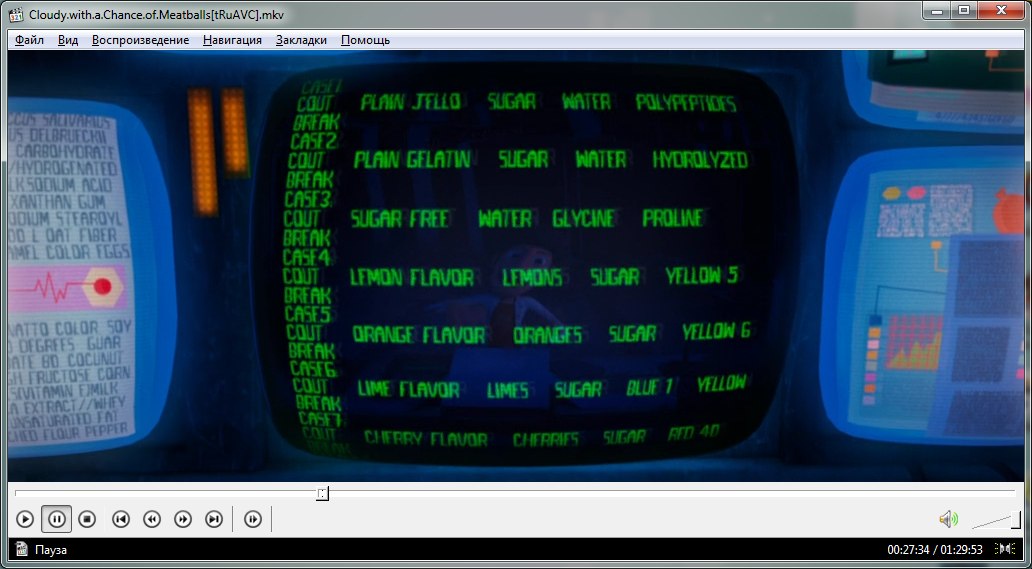 Cloudy.with.a.Chance.of.Meatballs[tRuAVC].mkv
Файл Вид Воспроизведение Навигация Закладки Помощь
CCUS SALIVARIUS
US DELBRUECKII
CARBOHYDRATE
/HYDROGENATED
LKSODIUM ACID
XANTHAN GUM
ODIUM STEAROYL
OO L OAT FIBER
AMEL COLOR EGGS
NATTO COLOR SOY
DEGREES GUAR
ATE BD COCUNUT
GH FRUCTOSE CORN
S(VITAMIN E)MILK
A EXTRACT//WHEY
UNSATURATED FAT
CHED FLOUR PEPPER
CASE1
COUT PLAIN JELLO SUGAR WATER POLYPEPTIDES
BREAK
CASE2
COUT PLAIN GELATIN SUGAR WATER HYDROLYZED
BREAK
CASE3
COUT SUGAR FREE WATER GLYCINE PROLINE
BREAK
CASE4
COUT LEMON FLAVOR LEMONS SUGAR YELLOW 5
BREAK
CASE5
COUT ORANGE FLAVOR ORANGES SUGAR YELLOW 6
BREAK
CASE6
COUT LIME FLAVOR LIMES SUGAR BLUE 1 YELLOW
BREAK
CASE7
COUT CHERRY FLAVOR CHERRIES SUGAR RED 40
Пауза
00:27:34 / 01:29:53